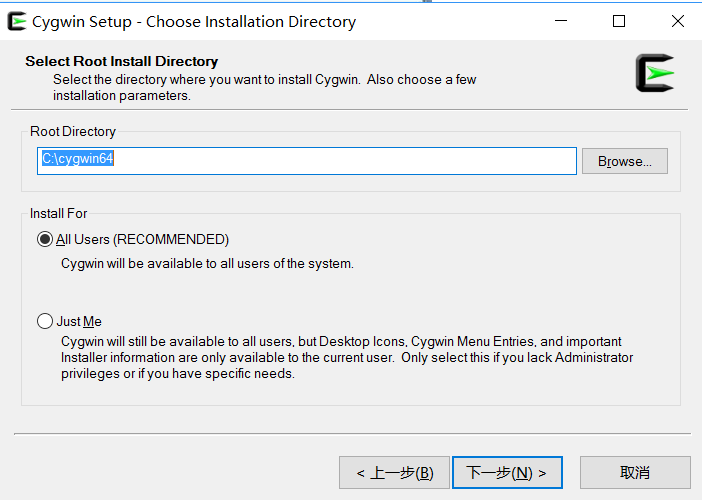 Cygwin Setup - Choose Installation Directory
Select Root Install Directory
Select the directory where you want to install Cygwin. Also choose a few
installation parameters.
Root Directory
C:\cygwin64
Browse...
Install For
All Users (RECOMMENDED)
Cygwin will be available to all users of the system.
Just Me
Cygwin will still be available to all users, but Desktop Icons, Cygwin Menu Entries, and important
Installer information are only available to the current user. Only select this if you lack Administrator
privileges or if you have specific needs.
< 上一步(B)
下一步(N) >
取消